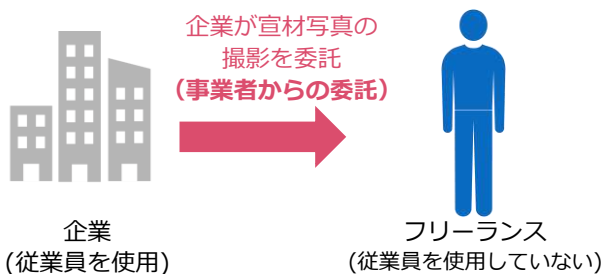 企業が宣材写真の
撮影を委託
(事業者からの委託)
企業
(従業員を使用)
フリーランス
(従業員を使用していない)